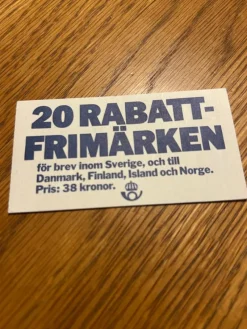 20 RABATT-
FRIMÄRKEN
för brev inom Sverige, och till
Danmark, Finland, Island och Norge.
Pris: 38 kronor.